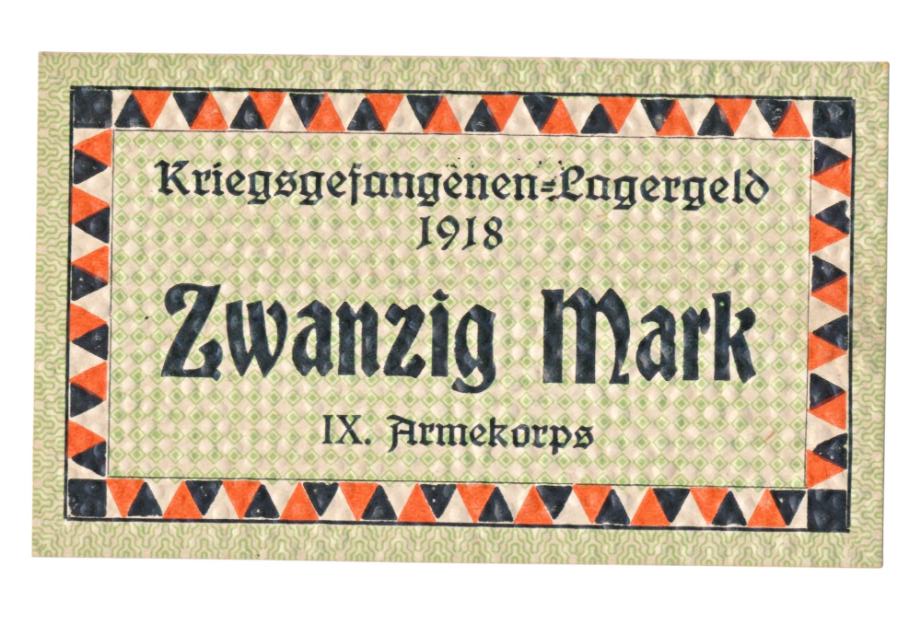 Kriegsgefangenen=Lagergeld
1918
Zwanzig Mark
IX. Armekorps